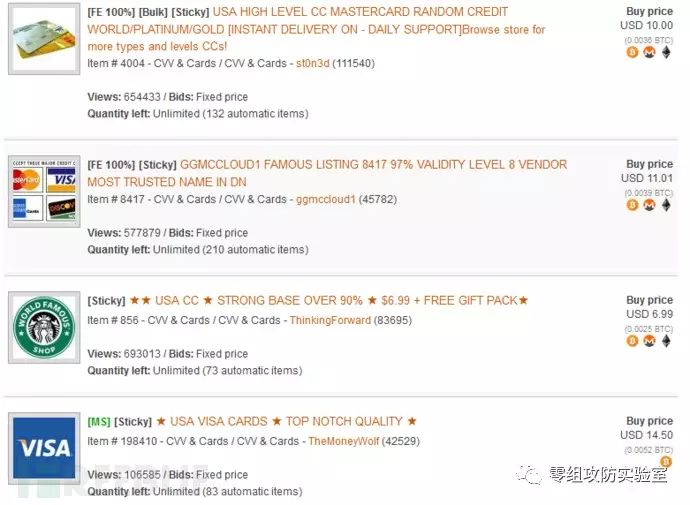 [FE 100%] [Bulk] [Sticky] USA HIGH LEVEL CC MASTERCARD RANDOM CREDIT
WORLD/PLATINUM/GOLD [INSTANT DELIVERY ON - DAILY SUPPORT]Browse store for
more types and levels CCs!
Item # 4004 - CVV & Cards / CVV & Cards - st0n3d (111540)
Views: 654433 / Bids: Fixed price
Quantity left: Unlimited (132 automatic items)
Buy price
USD 10.00
(0.0036 BTC)
[FE 100%] [Sticky] GGMCCLOUD1 FAMOUS LISTING 8417 97% VALIDITY LEVEL 8 VENDOR
MOST TRUSTED NAME IN DN
Item # 8417 - CVV & Cards / CVV & Cards - ggmccloud1 (45782)
Views: 577879 / Bids: Fixed price
Quantity left: Unlimited (210 automatic items)
Buy price
USD 11.01
(0.0039 BTC)
VISA
[Sticky] ★★ USA CC ★ STRONG BASE OVER 90% ★ $6.99 + FREE GIFT PACK★
Item # 856 - CVV & Cards / CVV & Cards - ThinkingForward (83695)
Views: 693013 / Bids: Fixed price
Quantity left: Unlimited (73 automatic items)
Buy price
USD 6.99
(0.0025 BTC)
WORLD FAMOUS
SHOP
[MS] [Sticky] ★ USA VISA CARDS ★ TOP NOTCH QUALITY ★
Item # 198410 - CVV & Cards / CVV & Cards - TheMoneyWolf (42529)
Views: 106585 / Bids: Fixed price
Quantity left: Unlimited (83 automatic items)
Buy price
USD 14.50
(0.0052 BTC)
VISA
零组攻防实验室